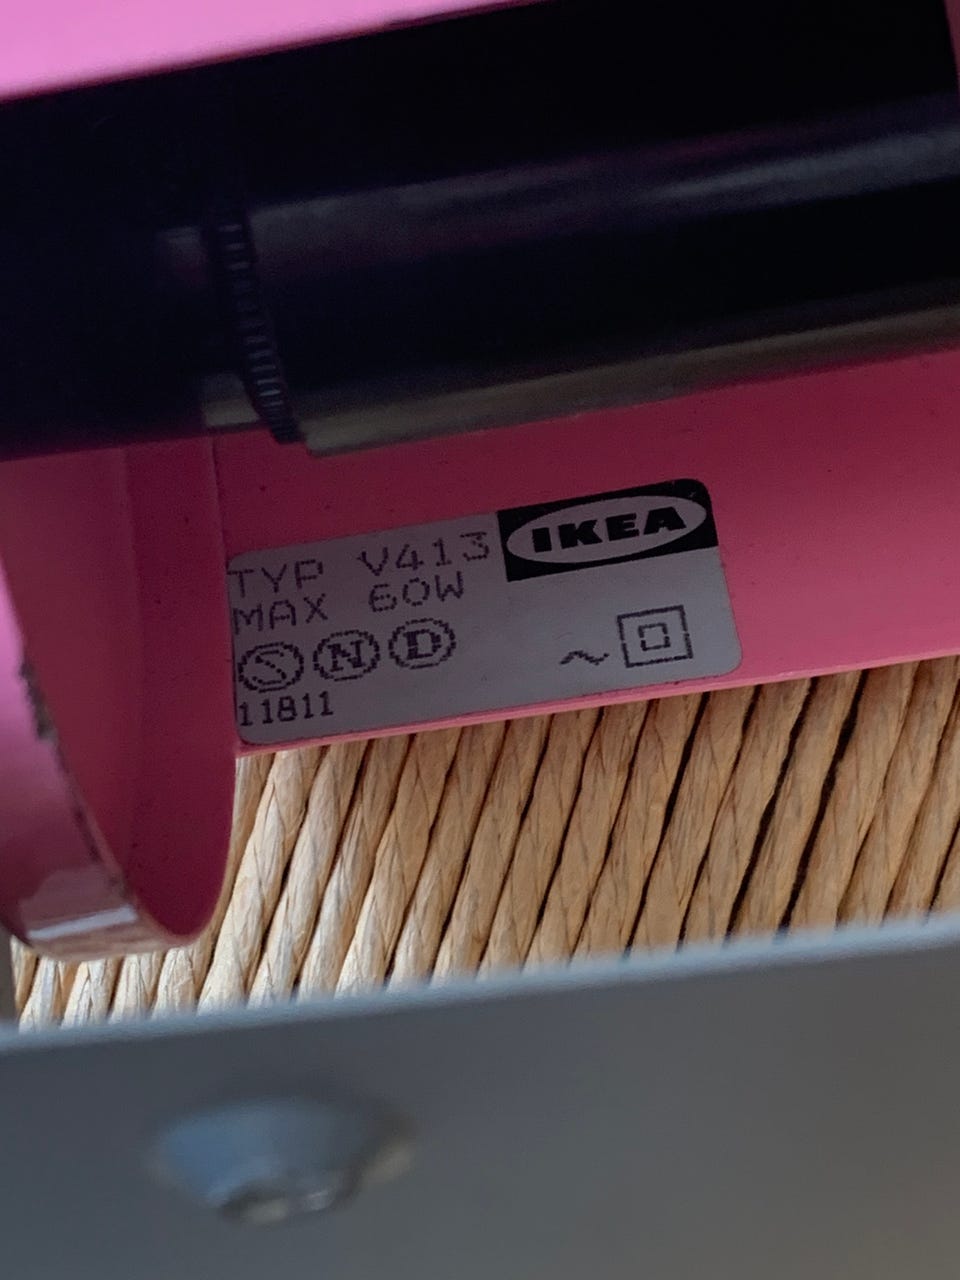 IKEA
TYP V413
MAX 60W
S N D
~
11811